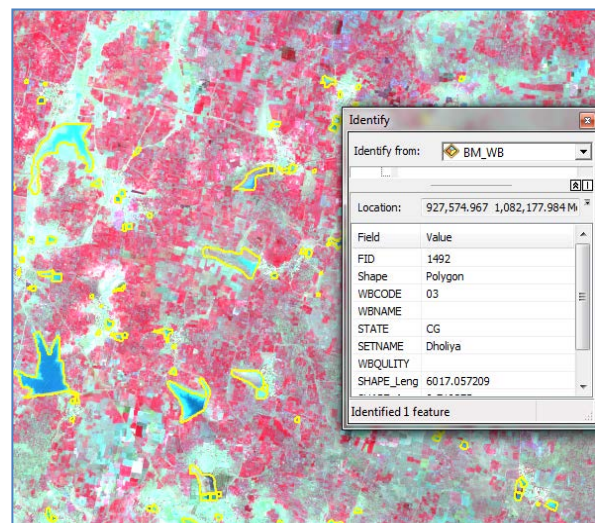 Identify
Identify from: BM_WB
Location: 927,574.967 1,082,177.984 M
Field Value
FID 1492
Shape Polygon
WBCODE 03
WBNAME
STATE CG
SETNAME Dholiya
WBQULITY
SHAPE_Leng 6017.057209
Identified 1 feature